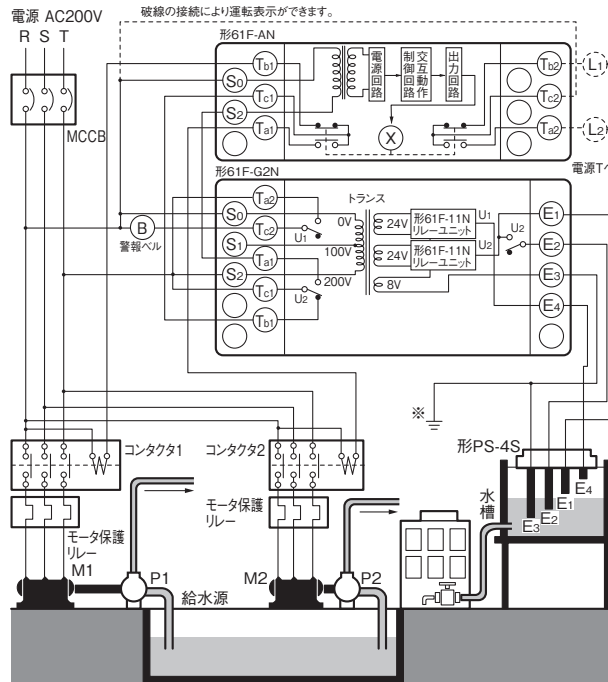 破線の接続により運転表示ができます。
電源 AC200V
R S T
MCCB
形61F-AN
S0
S2
Tb1
Tc1
Ta1
電源回路
交互動作制御回路
出力回路
X
Tb2
Tc2
Ta2
L1
L2
電源Tへ
形61F-G2N
B
警報ベル
S0
S1
S2
Ta2
Tc2
Ta1
Tc1
Tb1
U1
U2
トランス
0V
100V
200V
24V
24V
8V
形61F-11N
リレーユニット
U1
形61F-11N
リレーユニット
U2
U2
E1
E2
E3
E4
※
形PS-4S
コンタクタ1
コンタクタ2
モータ保護
リレー
モータ保護
リレー
M1
P1
M2
P2
給水源
水槽
E3
E2
E1
E4